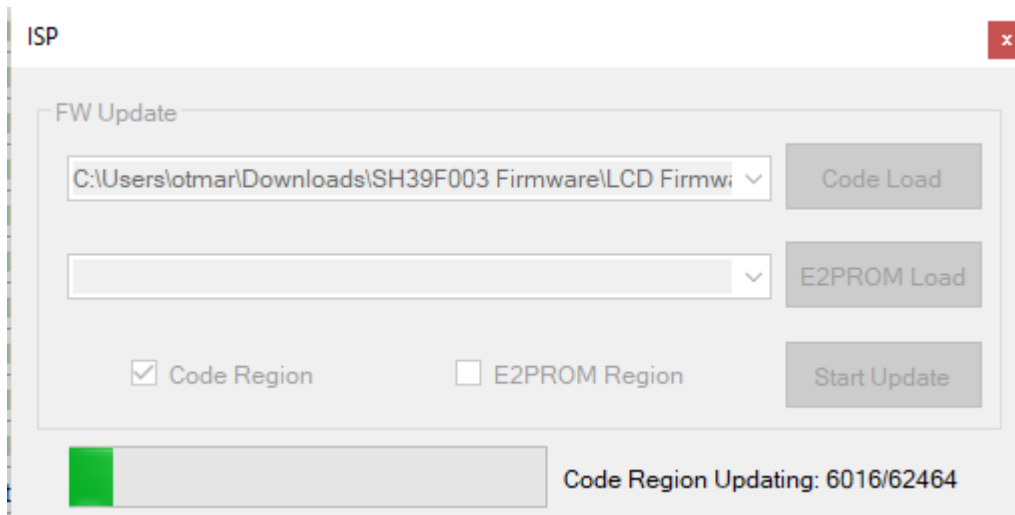 ISP
x
FW Update
C:\Users\otmar\Downloads\SH39F003 Firmware\LCD Firmw
Code Load
E2PROM Load
Code Region
E2PROM Region
Start Update
Code Region Updating: 6016/62464